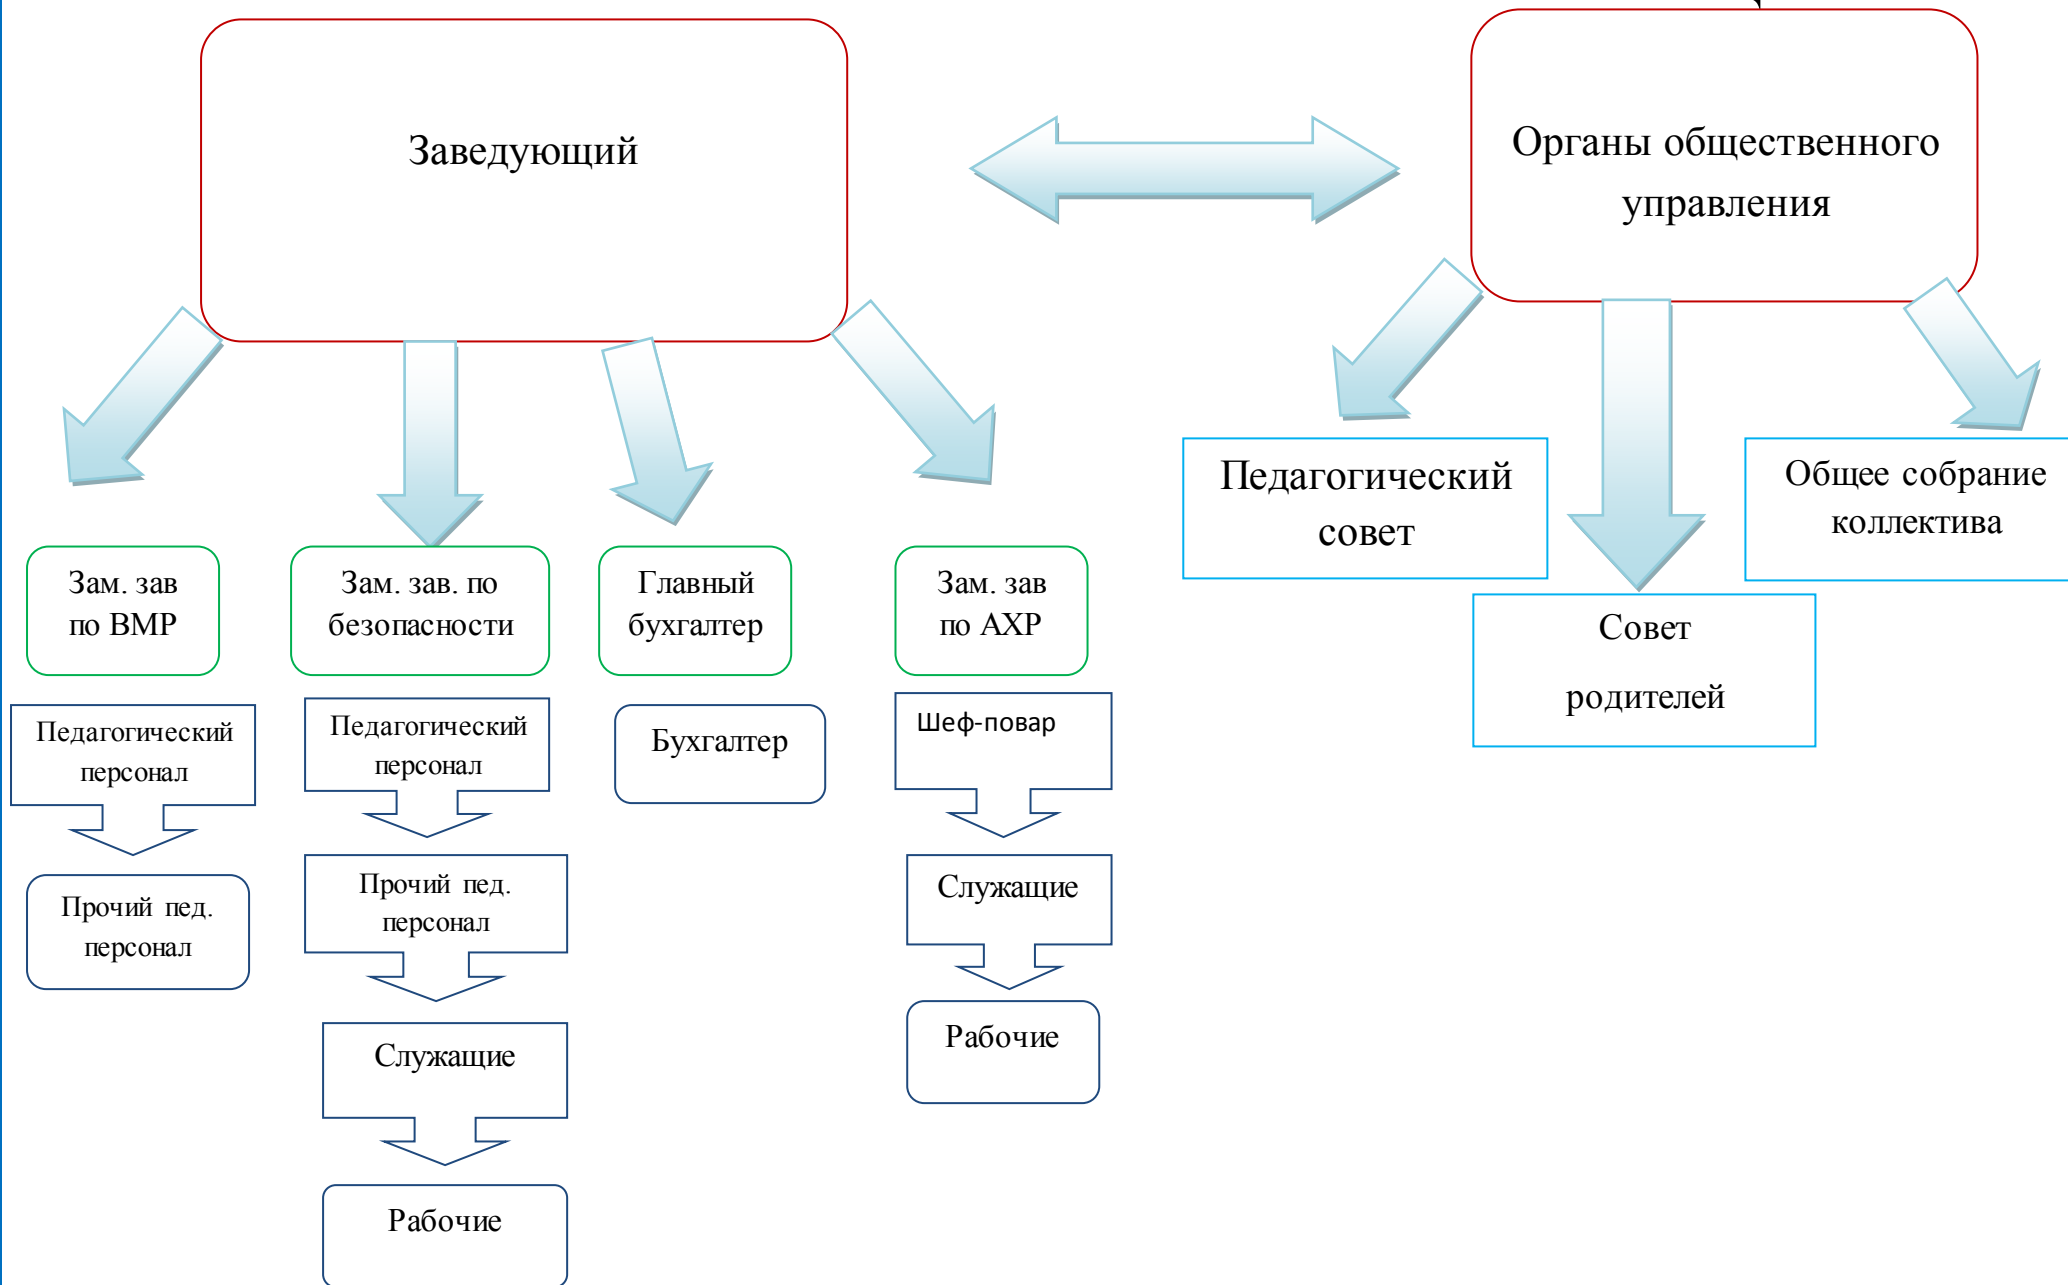 Заведующий
Органы общественного
управления
Педагогический
совет
Общее собрание
коллектива
Совет
родителей
Зам. зав
по ВМР
Зам. зав. по
безопасности
Главный
бухгалтер
Зам. зав
по АХР
Педагогический
персонал
Прочий пед.
персонал
Педагогический
персонал
Прочий пед.
персонал
Служащие
Рабочие
Бухгалтер
Шеф-повар
Служащие
Рабочие